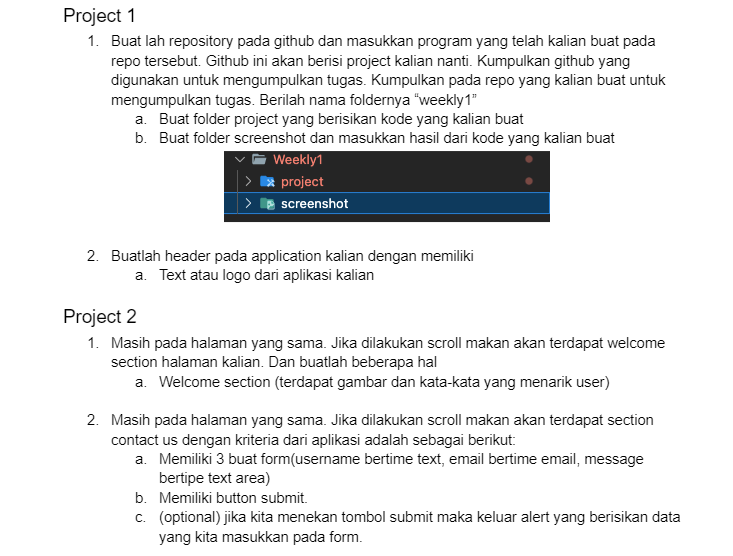 Project 1
1. Buat lah repository pada github dan masukkan program yang telah kalian buat pada
repo tersebut. Github ini akan berisi project kalian nanti. Kumpulkan github yang
digunakan untuk mengumpulkan tugas. Kumpulkan pada repo yang kalian buat untuk
mengumpulkan tugas. Berilah nama foldernya “weekly1”
a. Buat folder project yang berisikan kode yang kalian buat
b. Buat folder screenshot dan masukkan hasil dari kode yang kalian buat
Weekly1
project
screenshot
2. Buatlah header pada application kalian dengan memiliki
a. Text atau logo dari aplikasi kalian
Project 2
1. Masih pada halaman yang sama. Jika dilakukan scroll makan akan terdapat welcome
section halaman kalian. Dan buatlah beberapa hal
a. Welcome section (terdapat gambar dan kata-kata yang menarik user)
2. Masih pada halaman yang sama. Jika dilakukan scroll makan akan terdapat section
contact us dengan kriteria dari aplikasi adalah sebagai berikut:
a. Memiliki 3 buat form(username bertime text, email bertime email, message
bertipe text area)
b. Memiliki button submit.
c. (optional) jika kita menekan tombol submit maka keluar alert yang berisikan data
yang kita masukkan pada form.